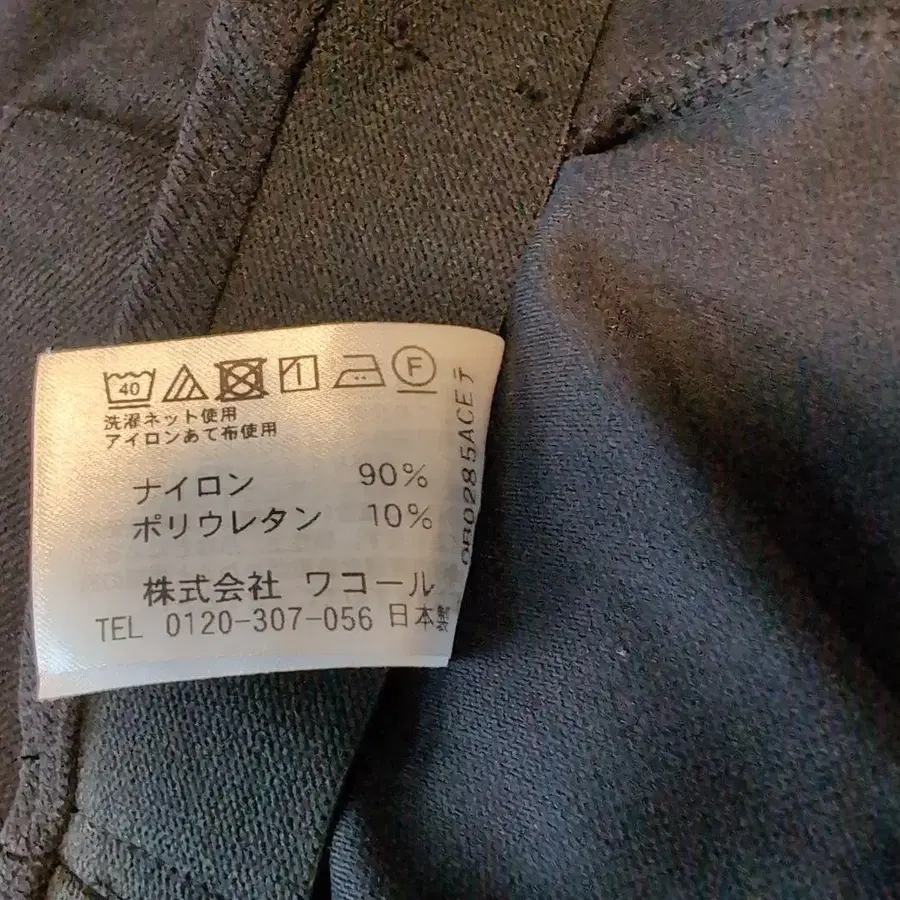 40
F
洗濯ネット使用
アイロンあて布使用
ナイロン 90%
ポリウレタン 10%
株式会社 ワコール
TEL 0120-307-056 日本製